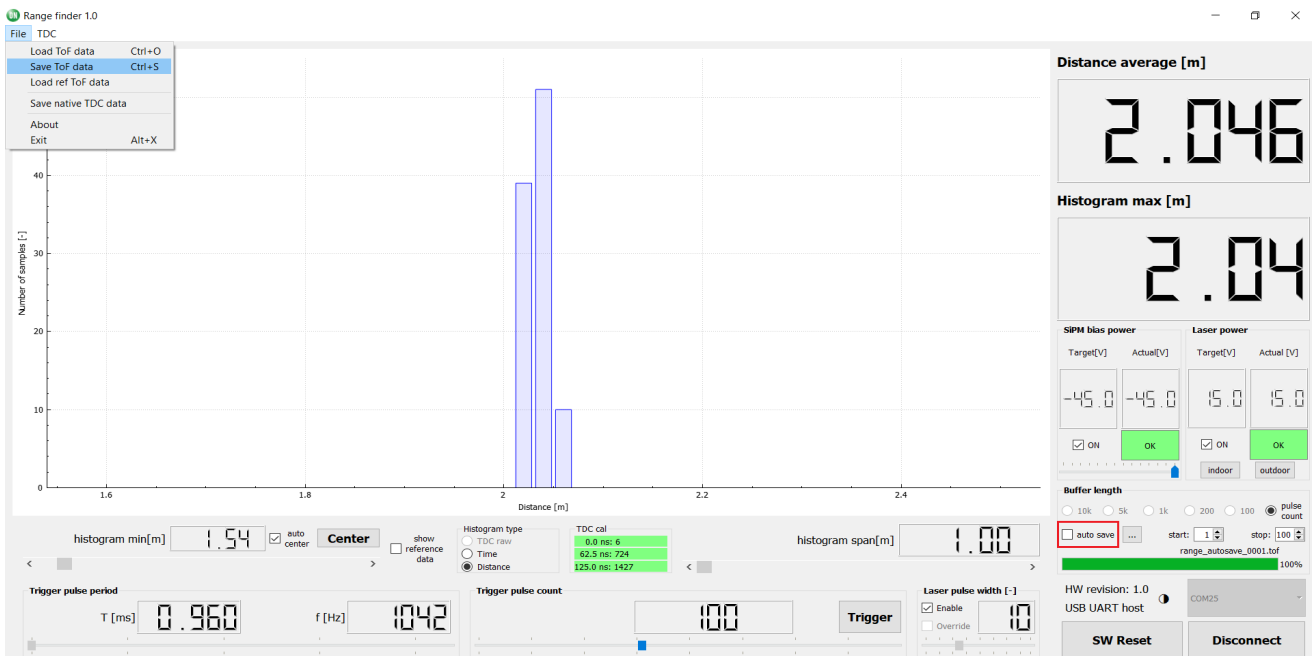 ON Range finder 1.0
File TDC
Load ToF data Ctrl+O
Save ToF data Ctrl+S
Load ref ToF data
Save native TDC data
About
Exit Alt+X
40
30
20
10
0
Number of samples [-]
1.6 1.8 2 2.2 2.4
Distance [m]
Distance average [m]
2.046
Histogram max [m]
2.04
SiPM bias power
Laser power
Target[V] Actual[V] Target[V] Actual [V]
-45.0 -45.0 15.0 15.0
ON OK ON OK
indoor outdoor
Buffer length
10k 5k 1k 200 100 pulse count
auto save ... start: 1 stop: 100
range_autosave_0001.tof
100%
histogram min[m] 1.54 auto center Center
show reference data
Histogram type
TDC raw
Time
Distance
TDC cal
0.0 ns: 6
62.5 ns: 724
125.0 ns: 1427
histogram span[m] 1.00
< > < >
Trigger pulse period
T [ms] 0.960 f [Hz] 1042
Trigger pulse count
100 Trigger
Laser pulse width [-]
Enable
Override
10
HW revision: 1.0
USB UART host
COM25
SW Reset Disconnect